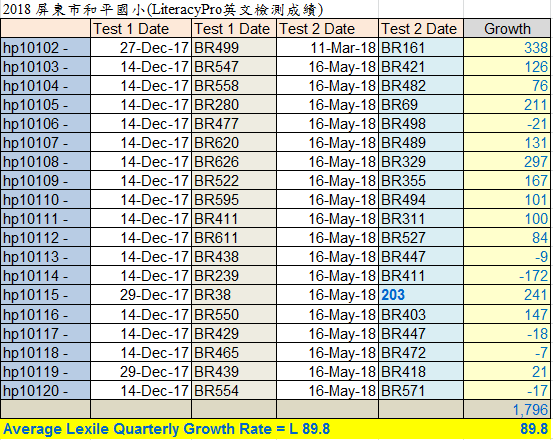 2018 屏東市和平國小(LiteracyPro英文檢測成績)
Test 1 Date Test 1 Date Test 2 Date Test 2 Date Growth
hp10102 - 27-Dec-17 BR499 11-Mar-18 BR161 338
hp10103 - 14-Dec-17 BR547 16-May-18 BR421 126
hp10104 - 14-Dec-17 BR558 16-May-18 BR482 76
hp10105 - 14-Dec-17 BR280 16-May-18 BR69 211
hp10106 - 14-Dec-17 BR477 16-May-18 BR498 -21
hp10107 - 14-Dec-17 BR620 16-May-18 BR489 131
hp10108 - 14-Dec-17 BR626 16-May-18 BR329 297
hp10109 - 14-Dec-17 BR522 16-May-18 BR355 167
hp10110 - 14-Dec-17 BR595 16-May-18 BR494 101
hp10111 - 14-Dec-17 BR411 16-May-18 BR311 100
hp10112 - 14-Dec-17 BR611 16-May-18 BR527 84
hp10113 - 14-Dec-17 BR438 16-May-18 BR447 -9
hp10114 - 14-Dec-17 BR239 16-May-18 BR411 -172
hp10115 - 29-Dec-17 BR38 16-May-18 203 241
hp10116 - 14-Dec-17 BR550 16-May-18 BR403 147
hp10117 - 14-Dec-17 BR429 16-May-18 BR447 -18
hp10118 - 14-Dec-17 BR465 16-May-18 BR472 -7
hp10119 - 29-Dec-17 BR439 16-May-18 BR418 21
hp10120 - 14-Dec-17 BR554 16-May-18 BR571 -17
1,796
Average Lexile Quarterly Growth Rate = L 89.8 89.8